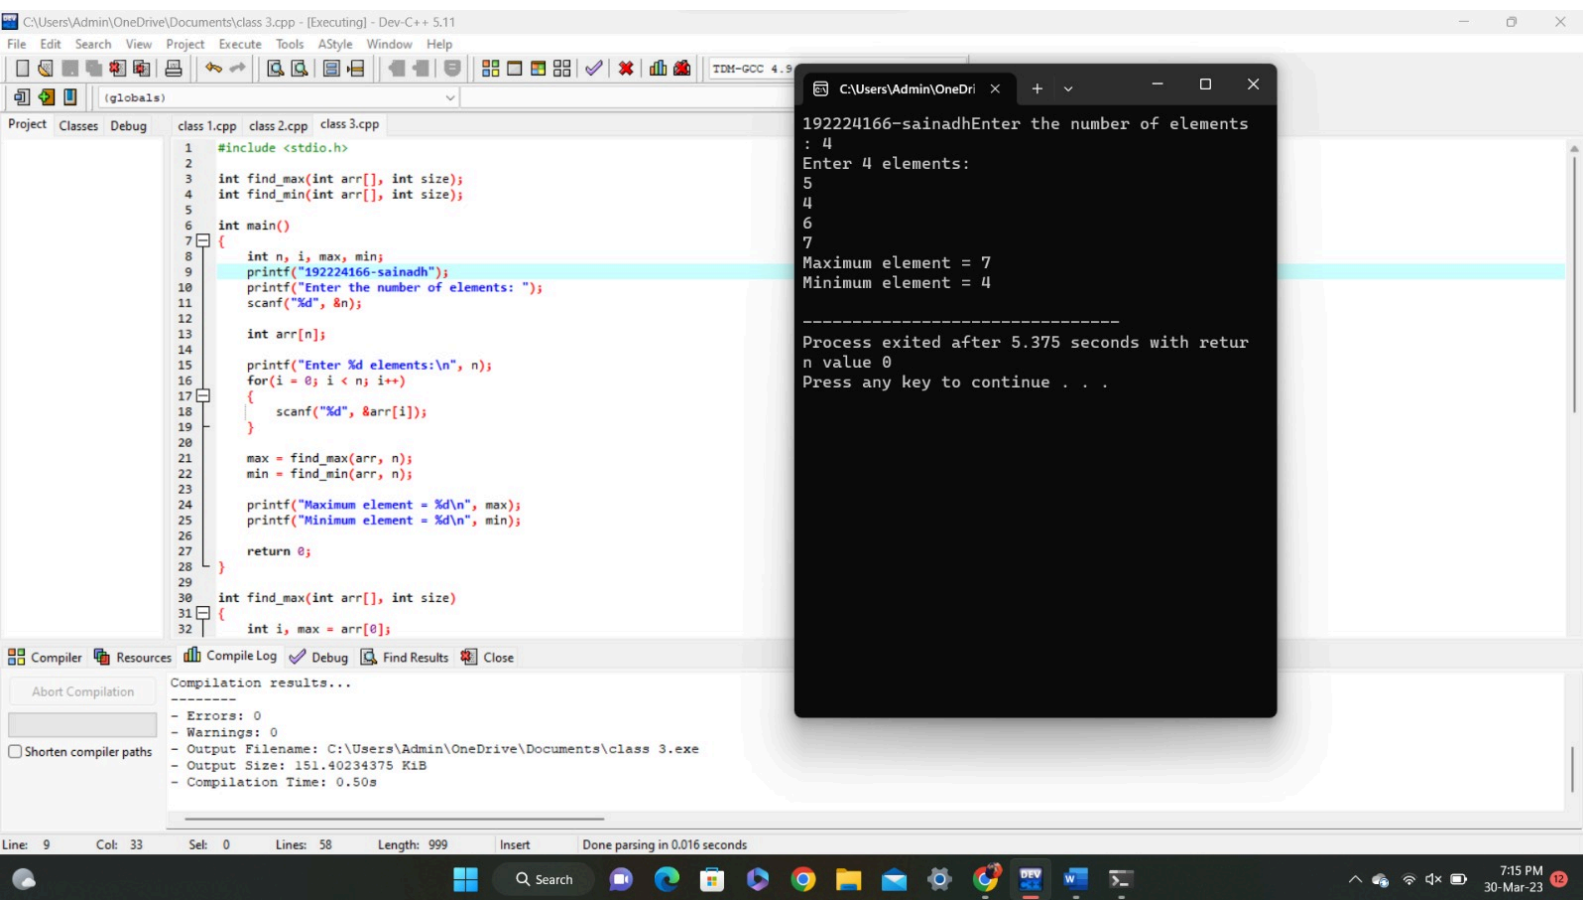 C:\Users\Admin\OneDrive\Documents\class 3.cpp - [Executing] - Dev-C++ 5.11
File Edit Search View Project Execute Tools AStyle Window Help
TDM-GCC 4.9
(globals)
Project Classes Debug
class 1.cpp class 2.cpp class 3.cpp
1 #include <stdio.h>
2
3 int find_max(int arr[], int size);
4 int find_min(int arr[], int size);
5
6 int main()
7 {
8 int n, i, max, min;
9 printf("192224166-sainadh");
10 printf("Enter the number of elements: ");
11 scanf("%d", &n);
12
13 int arr[n];
14
15 printf("Enter %d elements:\n", n);
16 for(i = 0; i < n; i++)
17 {
18 scanf("%d", &arr[i]);
19 }
20
21 max = find_max(arr, n);
22 min = find_min(arr, n);
23
24 printf("Maximum element = %d\n", max);
25 printf("Minimum element = %d\n", min);
26
27 return 0;
28 }
29
30 int find_max(int arr[], int size)
31 {
32 int i, max = arr[0];
C:\Users\Admin\OneDri
192224166-sainadhEnter the number of elements
: 4
Enter 4 elements:
5
4
6
7
Maximum element = 7
Minimum element = 4
--------------------------------
Process exited after 5.375 seconds with retur
n value 0
Press any key to continue . . .
Compiler Resources Compile Log Debug Find Results Close
Abort Compilation
Shorten compiler paths
Compilation results...
--------
- Errors: 0
- Warnings: 0
- Output Filename: C:\Users\Admin\OneDrive\Documents\class 3.exe
- Output Size: 151.40234375 KiB
- Compilation Time: 0.50s
Line: 9 Col: 33 Sel: 0 Lines: 58 Length: 999 Insert Done parsing in 0.016 seconds
Search
DEV
W
7:15 PM
30-Mar-23
12